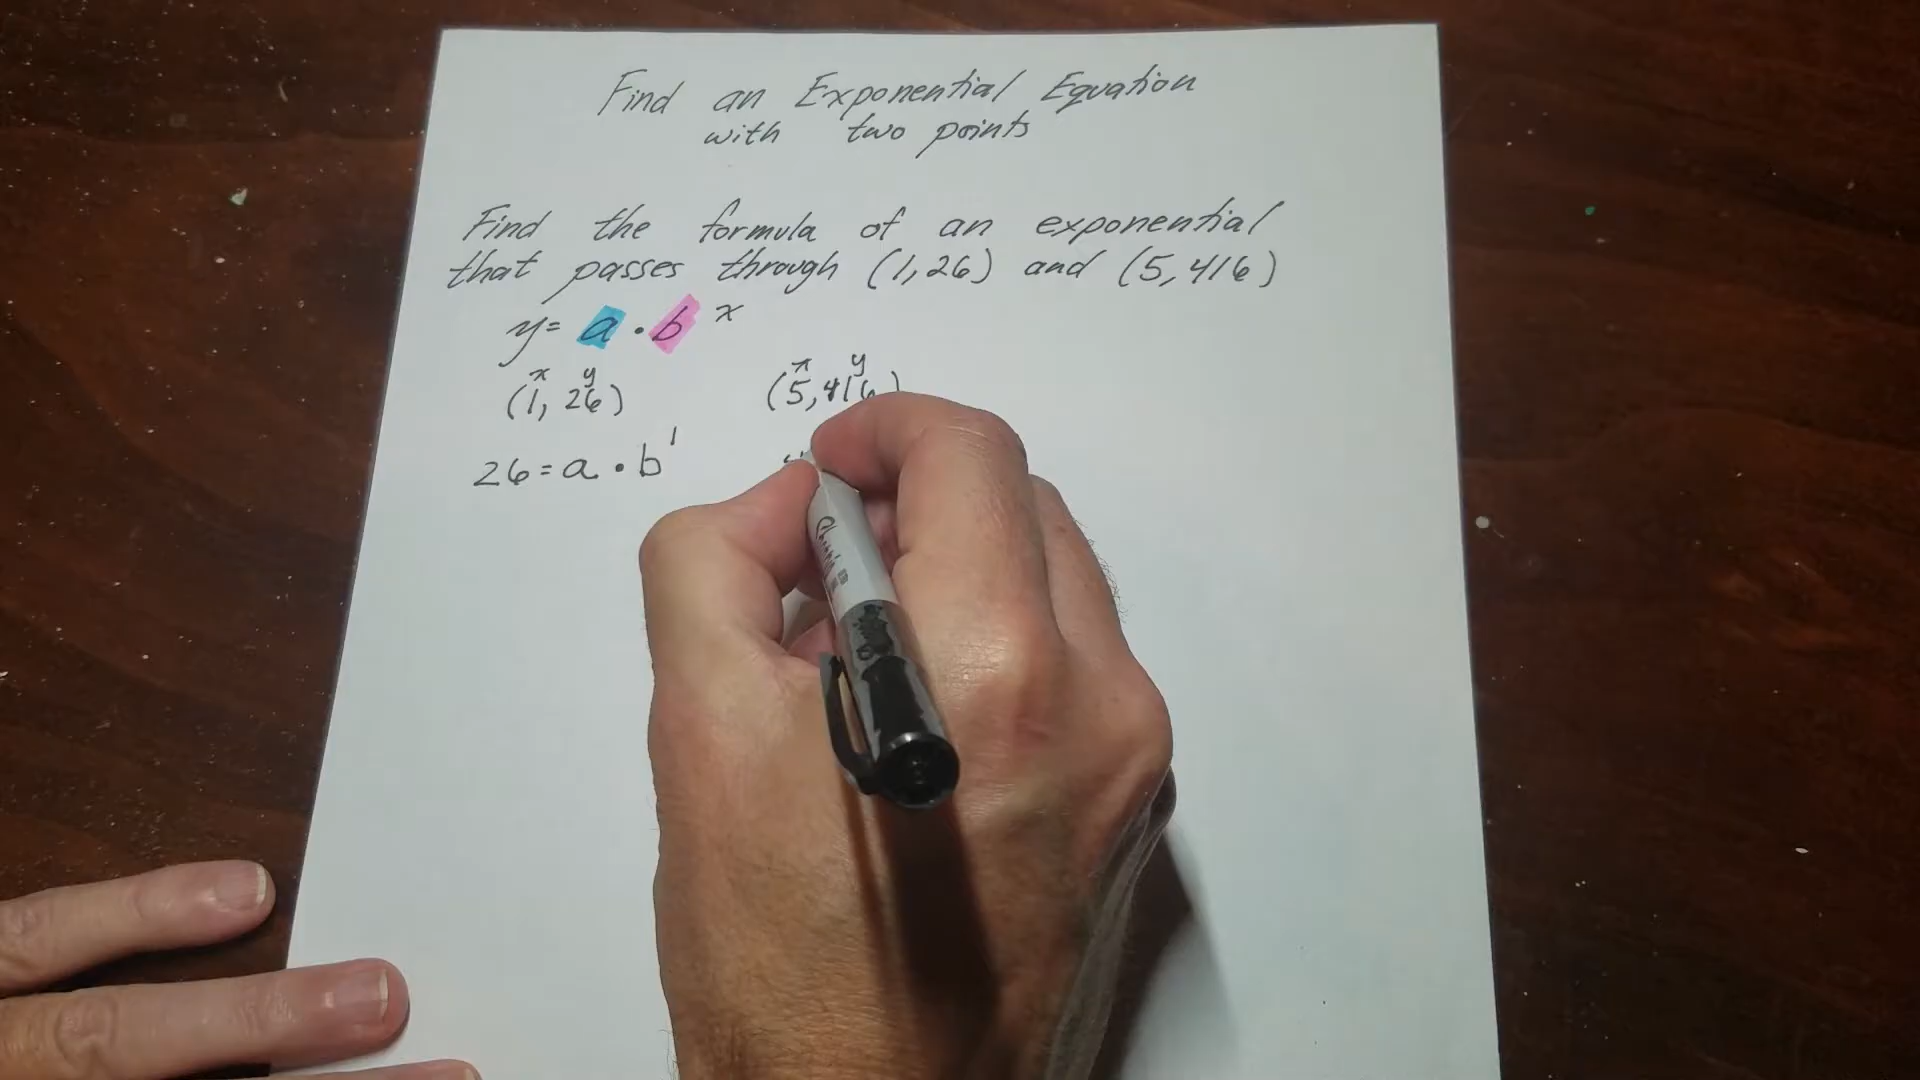 Find an Exponential Equation
with two points
Find the formula of an exponential
that passes through (1, 26) and (5, 416)
y = a • b x
x y
(1, 26)
x y
(5, 416)
26 = a • b 1